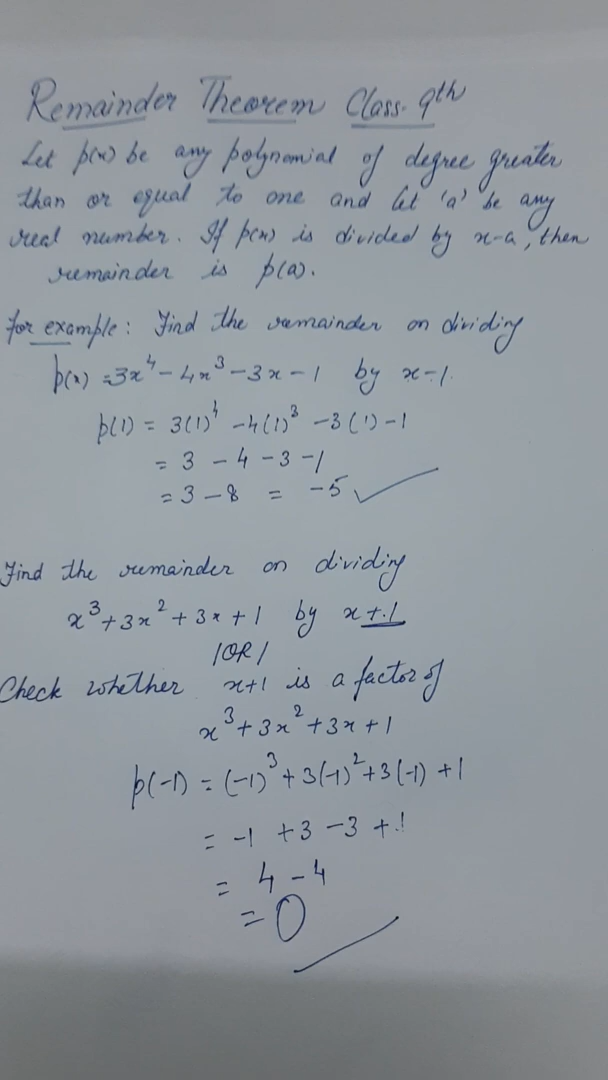 Remainder Theorem Class 9th
Let p(x) be any polynomial of degree greater
than or equal to one and let 'a' be any
real number. If p(x) is divided by x-a, then
remainder is p(a).
for example: Find the remainder on dividing
p(x) = 3x⁴ - 4x³ - 3x - 1 by x-1.
p(1) = 3(1)⁴ - 4(1)³ - 3(1) - 1
= 3 - 4 - 3 - 1
= 3 - 8 = -5
Find the remainder on dividing
x³ + 3x² + 3x + 1 by x+1
/OR/
Check whether x+1 is a factor of
x³ + 3x² + 3x + 1
p(-1) = (-1)³ + 3(-1)² + 3(-1) + 1
= -1 + 3 - 3 + 1
= 4 - 4
= 0